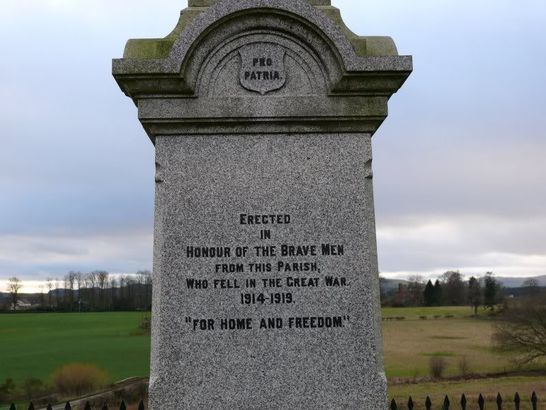 PRO
PATRIA.
ERECTED
IN
HONOUR OF THE BRAVE MEN
FROM THIS PARISH,
WHO FELL IN THE GREAT WAR.
1914-1919.
"FOR HOME AND FREEDOM."